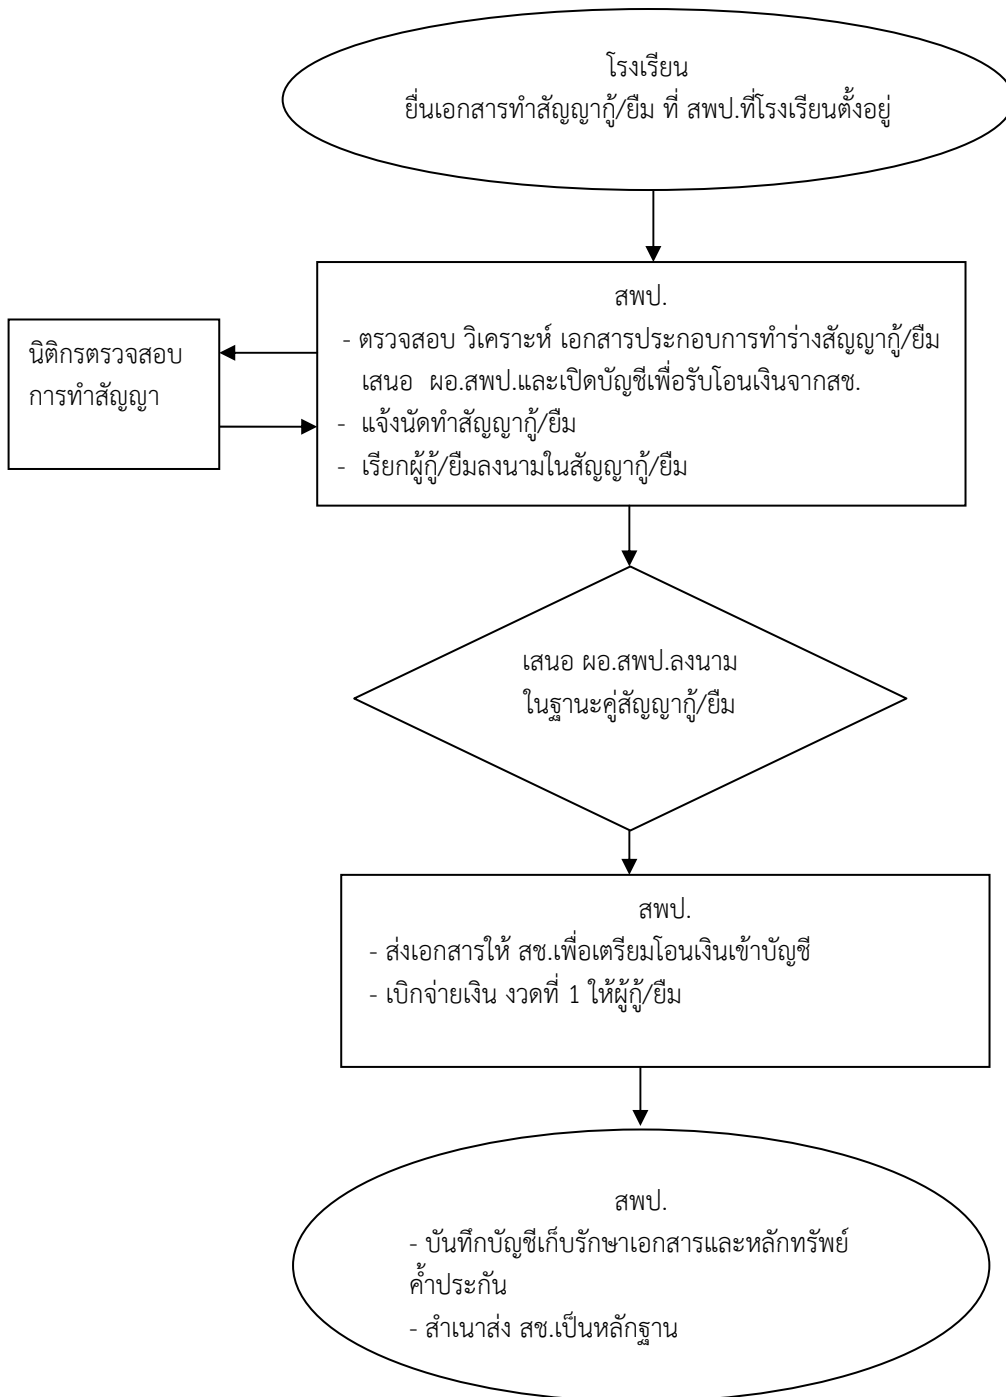 โรงเรียน
ยื่นเอกสารทำสัญญากู้/ยืม ที่ สพป.ที่โรงเรียนตั้งอยู่
สพป.
- ตรวจสอบ วิเคราะห์ เอกสารประกอบการทำร่างสัญญากู้/ยืม
เสนอ ผอ.สพป.และเปิดบัญชีเพื่อรับโอนเงินจากสช.
- แจ้งนัดทำสัญญากู้/ยืม
- เรียกผู้กู้/ยืมลงนามในสัญญากู้/ยืม
นิติกรตรวจสอบ
การทำสัญญา
เสนอ ผอ.สพป.ลงนาม
ในฐานะคู่สัญญากู้/ยืม
สพป.
- ส่งเอกสารให้ สช.เพื่อเตรียมโอนเงินเข้าบัญชี
- เบิกจ่ายเงิน งวดที่ 1 ให้ผู้กู้/ยืม
สพป.
- บันทึกบัญชีเก็บรักษาเอกสารและหลักทรัพย์
ค้ำประกัน
- สำเนาส่ง สช.เป็นหลักฐาน